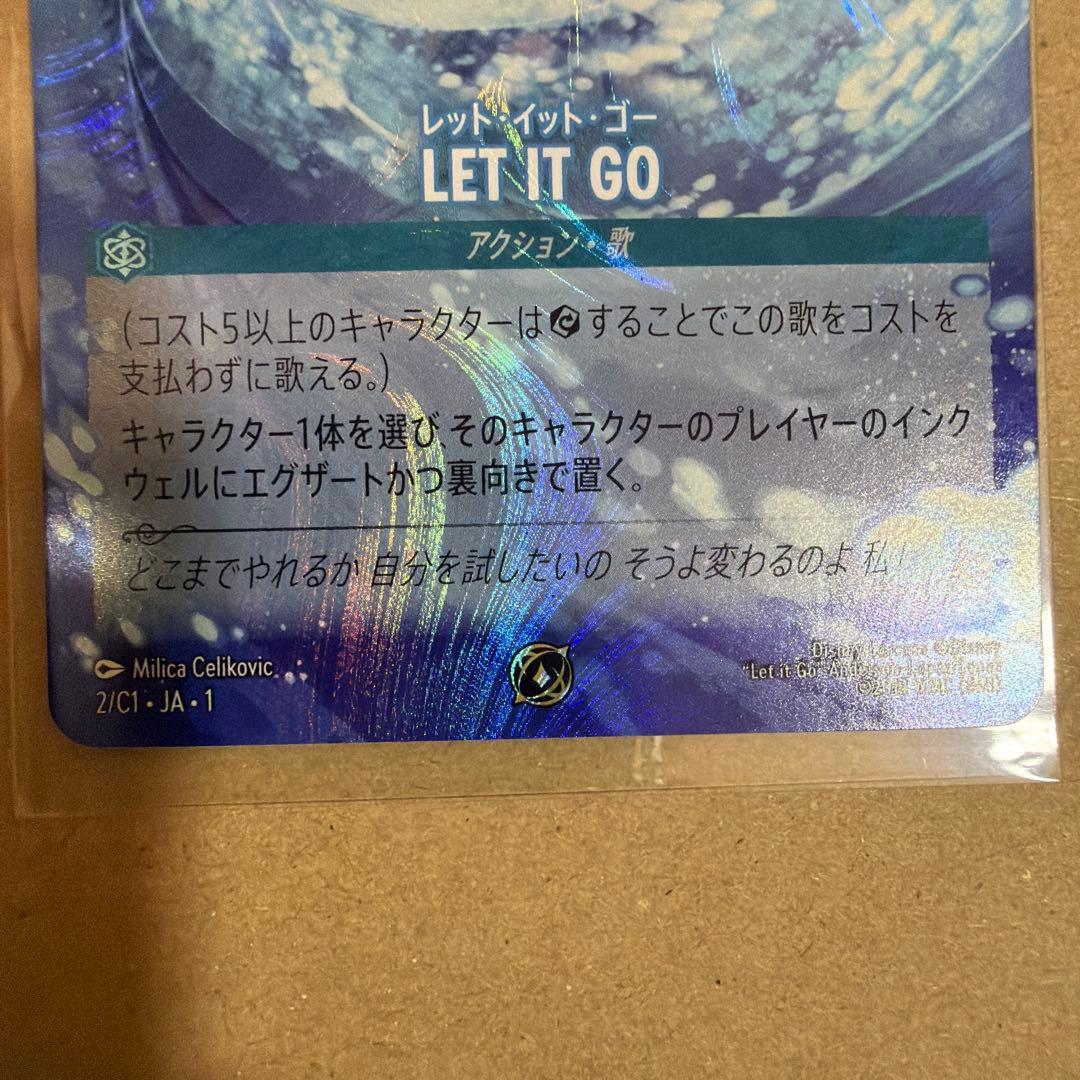 レット・イット・ゴー
LET IT GO
アクション・歌
(コスト5以上のキャラクターはすることでこの歌をコストを
支払わずに歌える。)
キャラクター1体を選び、そのキャラクターのプレイヤーのインク
ウェルにエグザートかつ裏向きで置く。
どこまでやれるか 自分を試したいの そうよ変わるのよ 私
Milica Celikovic
2/C1・JA・1
Disney Lorcana ©Disney
"Let it Go"